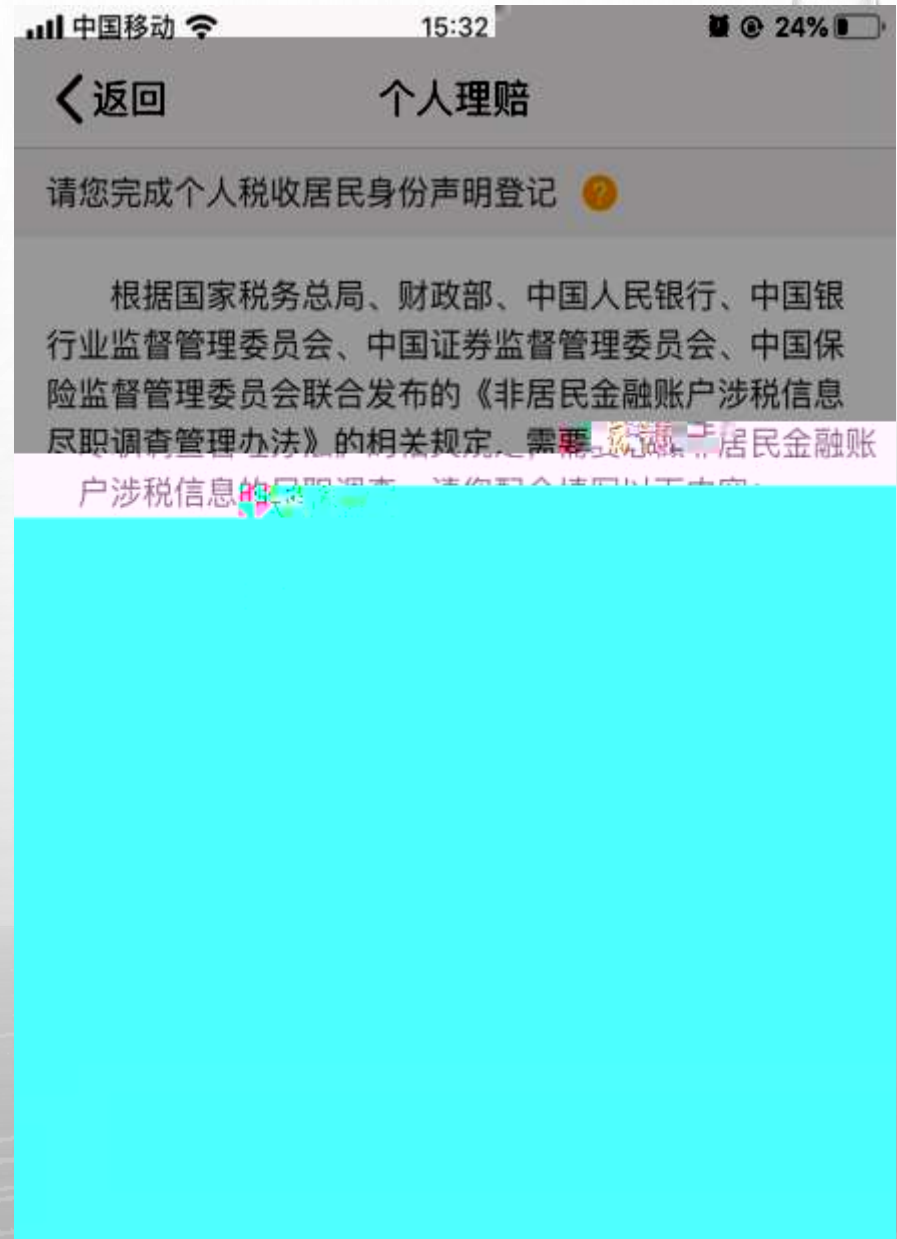 中国移动 15:32 24%
返回 个人理赔
请您完成个人税收居民身份声明登记 ?
根据国家税务总局、财政部、中国人民银行、中国银
行业监督管理委员会、中国证券监督管理委员会、中国保
险监督管理委员会联合发布的《非居民金融账户涉税信息
尽职调查管理办法》的相关规定、需要 居民金融账
户涉税信息的